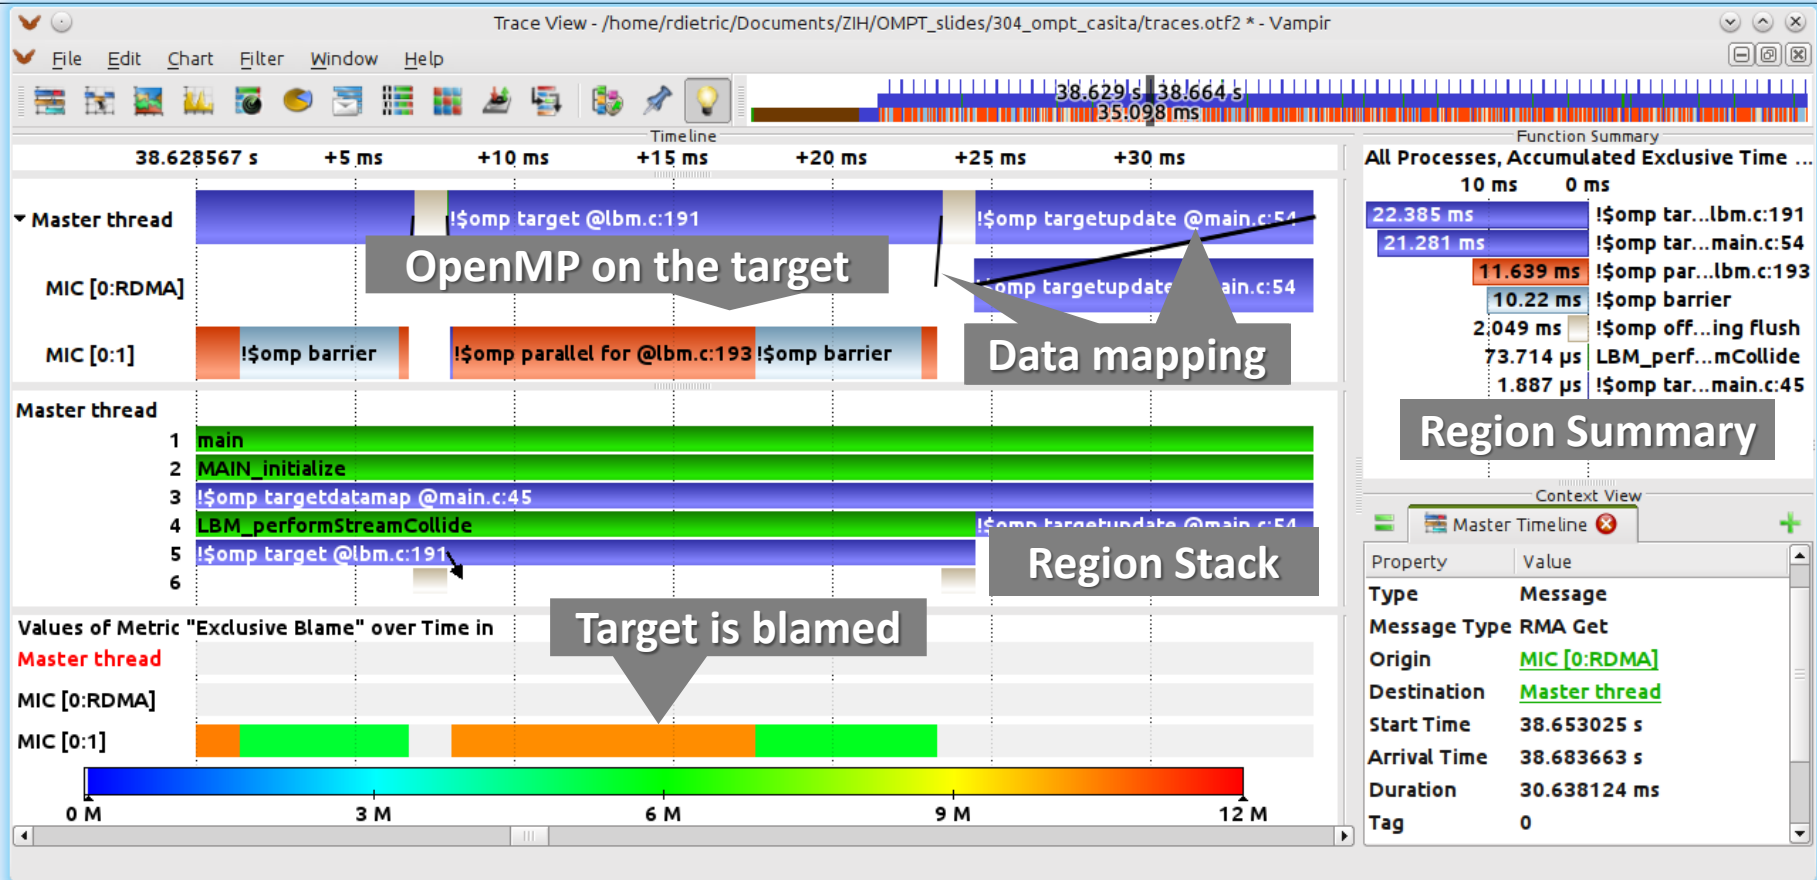 Trace View - /home/rdietric/Documents/ZIH/OMPT_slides/304_ompt_casita/traces.otf2 * - Vampir
File Edit Chart Filter Window Help
38.629 s 38.664 s
35.098 ms
Timeline
38.628567 s +5 ms +10 ms +15 ms +20 ms +25 ms +30 ms
Master thread
!$omp target @lbm.c:191
!$omp targetupdate @main.c:54
OpenMP on the target
MIC [0:RDMA]
!$omp targetupdate @main.c:54
MIC [0:1]
!$omp barrier
!$omp parallel for @lbm.c:193
!$omp barrier
Data mapping
Master thread
1 main
2 MAIN_initialize
3 !$omp targetdatamap @main.c:45
4 LBM_performStreamCollide !$omp targetupdate @main.c:54
5 !$omp target @lbm.c:191
6
Region Stack
Values of Metric "Exclusive Blame" over Time in
Target is blamed
Master thread
MIC [0:RDMA]
MIC [0:1]
0 M 3 M 6 M 9 M 12 M
Function Summary
All Processes, Accumulated Exclusive Time ...
10 ms 0 ms
22.385 ms !$omp tar...lbm.c:191
21.281 ms !$omp tar...main.c:54
11.639 ms !$omp par...lbm.c:193
10.22 ms !$omp barrier
2.049 ms !$omp off...ing flush
73.714 µs LBM_perf...mCollide
1.887 µs !$omp tar...main.c:45
Region Summary
Context View
Master Timeline
Property Value
Type Message
Message Type RMA Get
Origin MIC [0:RDMA]
Destination Master thread
Start Time 38.653025 s
Arrival Time 38.683663 s
Duration 30.638124 ms
Tag 0